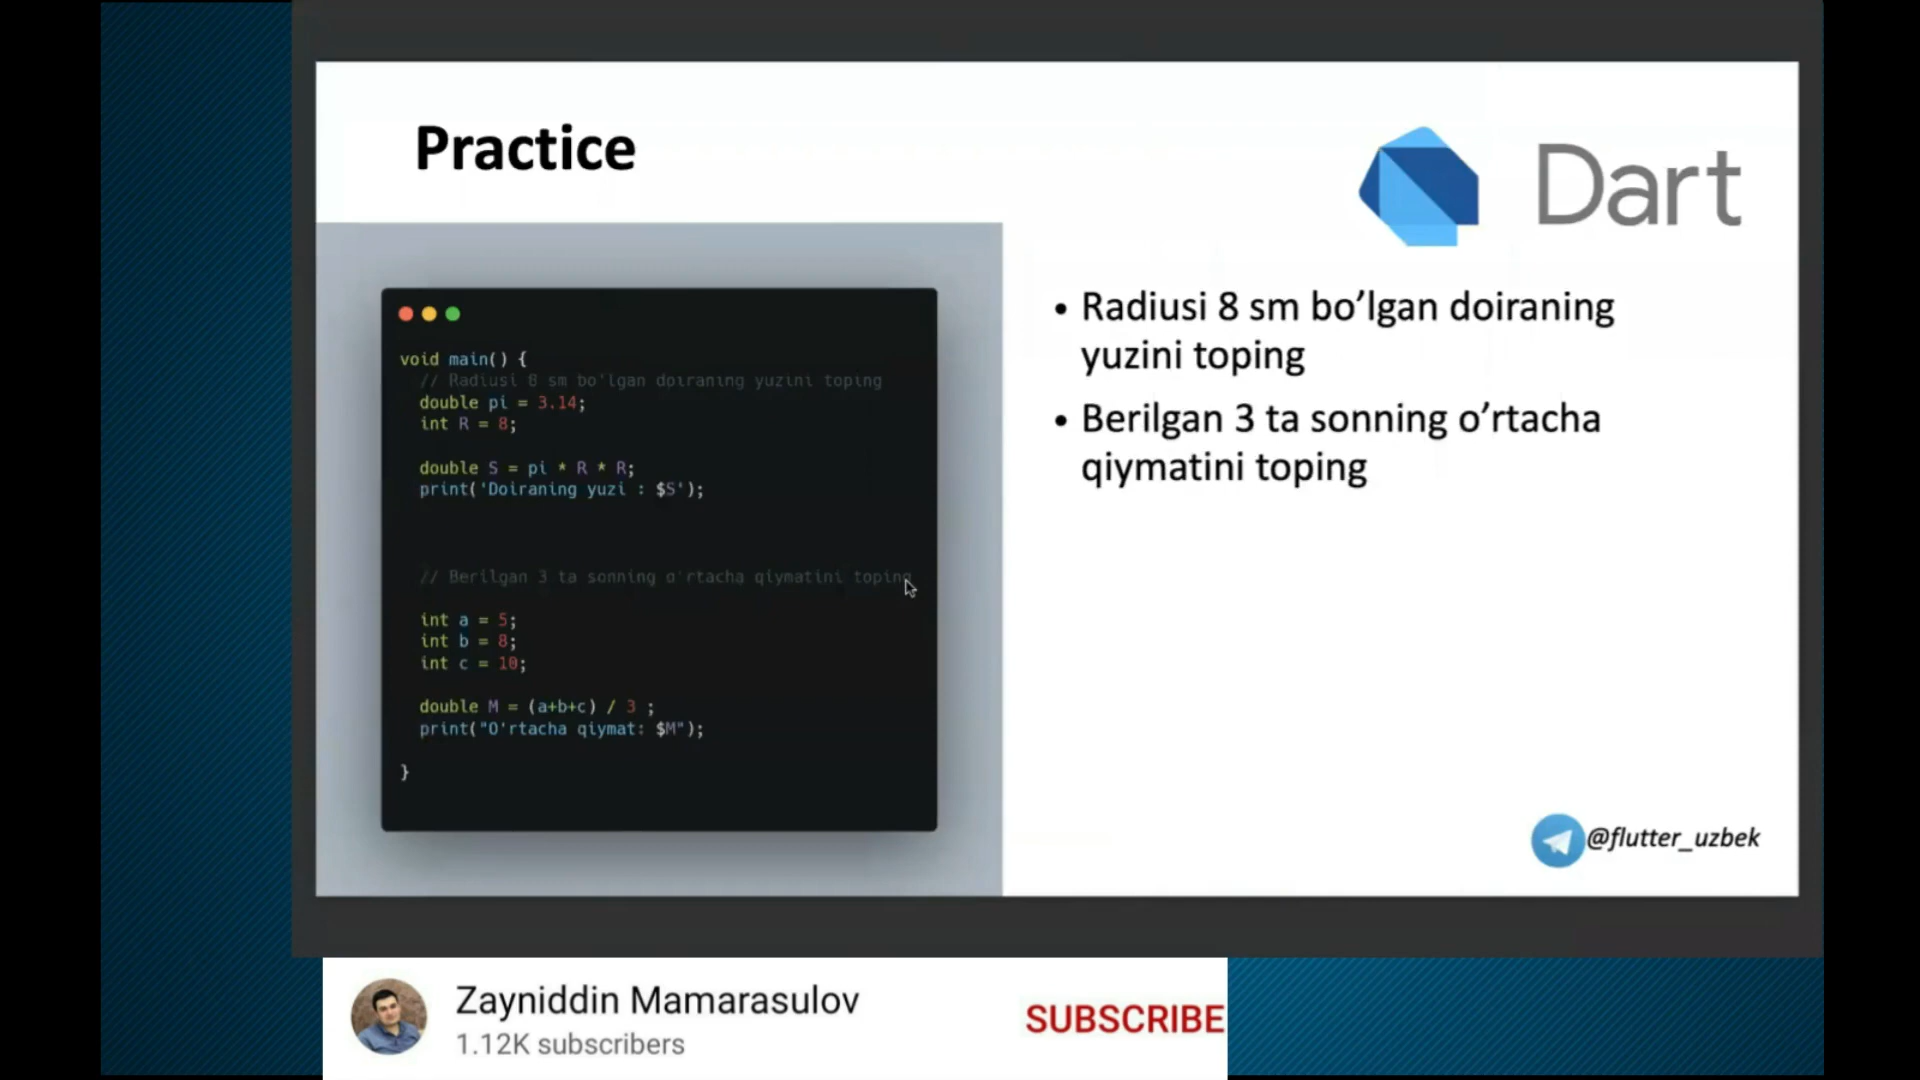 Practice
Dart
void main() {
// Radiusi 8 sm bo'lgan doiraning yuzini toping
double pi = 3.14;
int R = 8;
double S = pi * R * R;
print('Doiraning yuzi : $S');
// Berilgan 3 ta sonning o'rtacha qiymatini toping
int a = 5;
int b = 8;
int c = 10;
double M = (a+b+c) / 3 ;
print("O'rtacha qiymat: $M");
}
• Radiusi 8 sm bo’lgan doiraning
yuzini toping
• Berilgan 3 ta sonning o’rtacha
qiymatini toping
@flutter_uzbek
Zayniddin Mamarasulov
1.12K subscribers
SUBSCRIBE